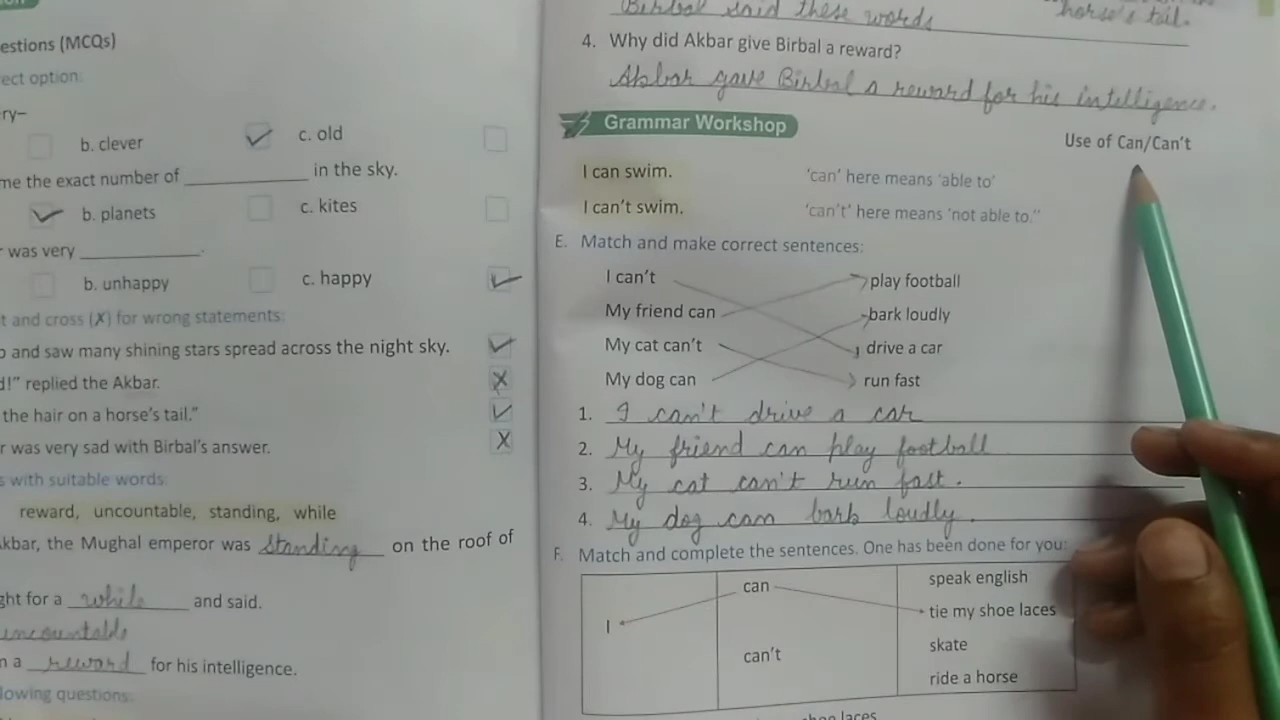 estions (MCQs)
ect option:
ry–
b. clever
c. old
me the exact number of ____________ in the sky.
b. planets
c. kites
was very ____________.
b. unhappy
c. happy
t and cross (✗) for wrong statements:
and saw many shining stars spread across the night sky.
d!” replied the Akbar.
the hair on a horse's tail.”
r was very sad with Birbal's answer.
s with suitable words
reward, uncountable, standing, while
kbar, the Mughal emperor was standing on the roof of
ght for a while and said.
uncountable
n a reward for his intelligence.
lowing questions:
Birbal said these words
horse's tail.
4. Why did Akbar give Birbal a reward?
Akbar gave Birbal a reward for his intelligence.
Grammar Workshop
Use of Can/Can't
I can swim. 'can' here means 'able to'
I can't swim. 'can't' here means 'not able to.”
E. Match and make correct sentences:
I can't play football
My friend can bark loudly
My cat can't drive a car
My dog can run fast
1. I can't drive a car
2. My friend can play football
3. My cat can't run fast.
4. My dog can bark loudly.
F. Match and complete the sentences. One has been done for you:
I
can
can't
speak english
tie my shoe laces
skate
ride a horse
shoe laces